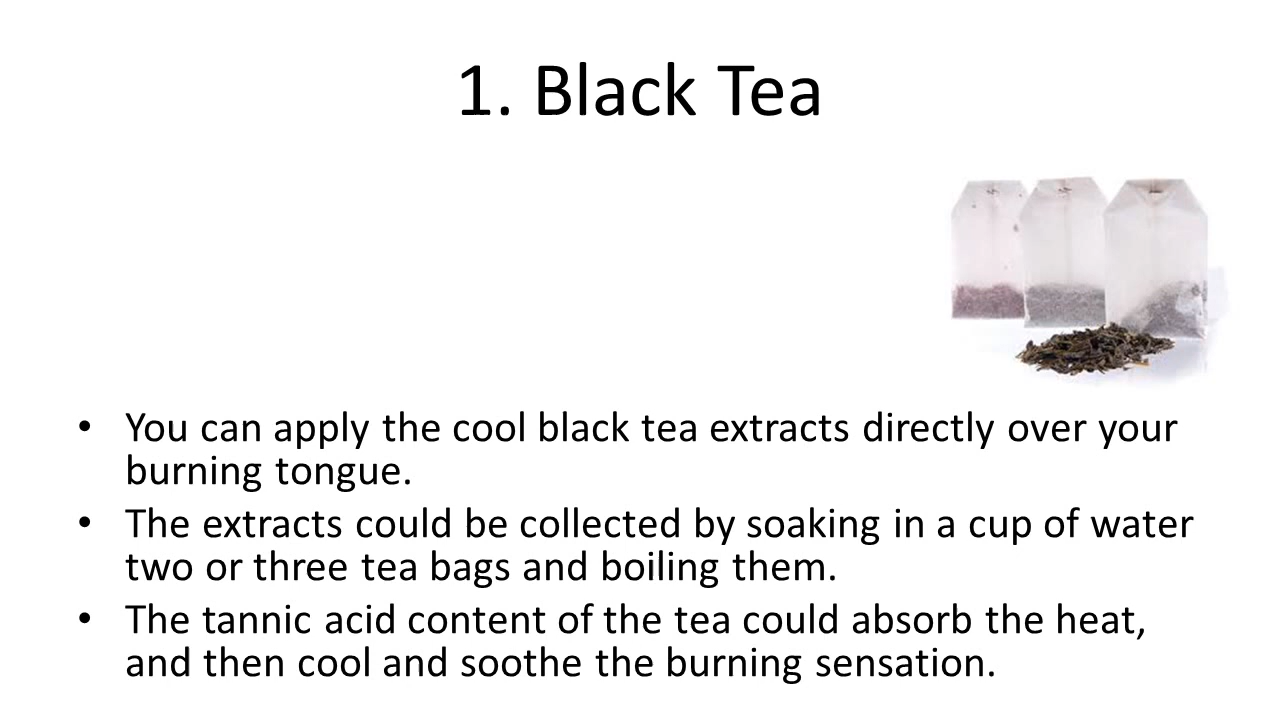 1. Black Tea
• You can apply the cool black tea extracts directly over your
burning tongue.
• The extracts could be collected by soaking in a cup of water
two or three tea bags and boiling them.
• The tannic acid content of the tea could absorb the heat,
and then cool and soothe the burning sensation.